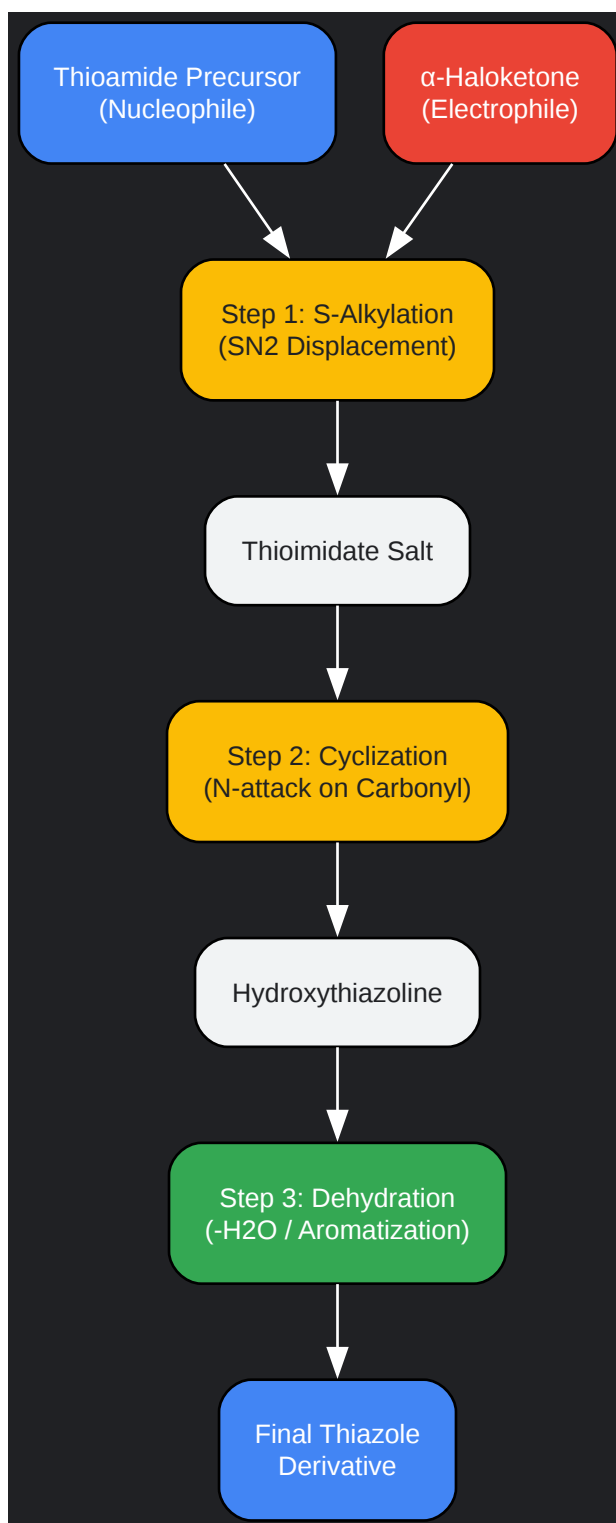 Thioamide Precursor
(Nucleophile)
α-Haloketone
(Electrophile)
Step 1: S-Alkylation
(SN2 Displacement)
Thioimidate Salt
Step 2: Cyclization
(N-attack on Carbonyl)
Hydroxythiazoline
Step 3: Dehydration
(-H2O / Aromatization)
Final Thiazole
Derivative